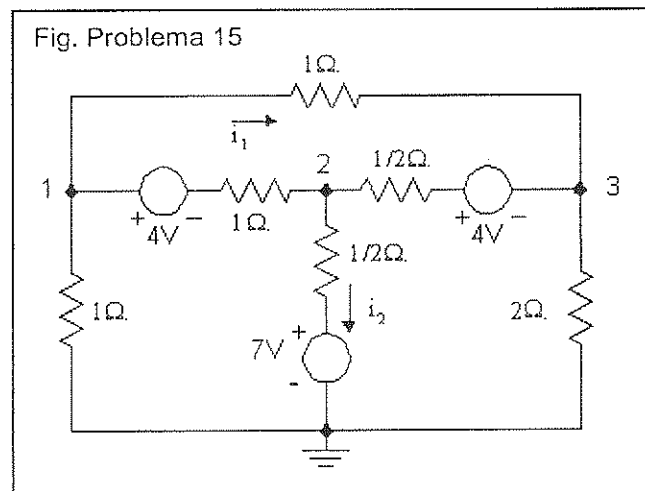 Fig. Problema 15
1Ω.
i₁
1
2
1/2Ω.
3
+ 4V −
1Ω.
+ 4V −
1/2Ω.
1Ω.
i₂
2Ω.
7V
+
-